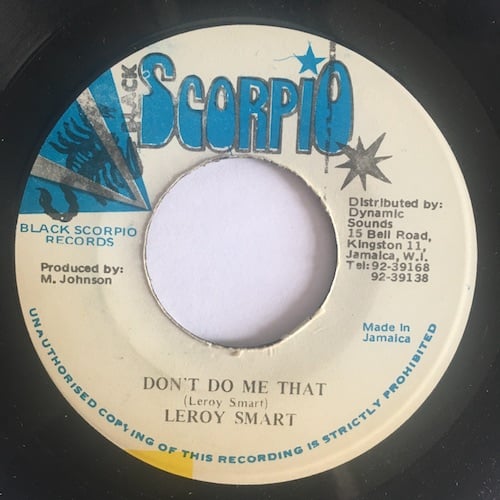 BLACK
SCORPIO
BLACK SCORPIO
RECORDS
Produced by:
M. Johnson
Distributed by:
Dynamic
Sounds
15 Bell Road,
Kingston 11,
Jamaica, W.I.
Tel: 92-39168
92-39138
Made In
Jamaica
DON'T DO ME THAT
(Leroy Smart)
LEROY SMART
UNAUTHORISED COPYING OF THIS RECORDING IS STRICTLY PROHIBITED